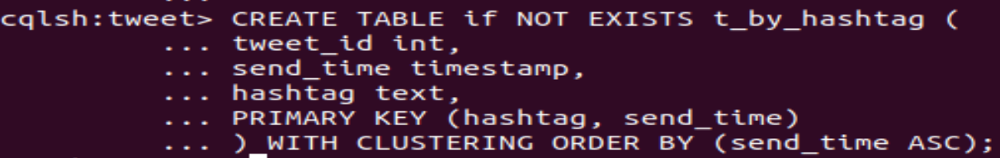 cqlsh:tweet> CREATE TABLE if NOT EXISTS t_by_hashtag (
... tweet_id int,
... send_time timestamp,
... hashtag text,
... PRIMARY KEY (hashtag, send_time)
... ) WITH CLUSTERING ORDER BY (send_time ASC);